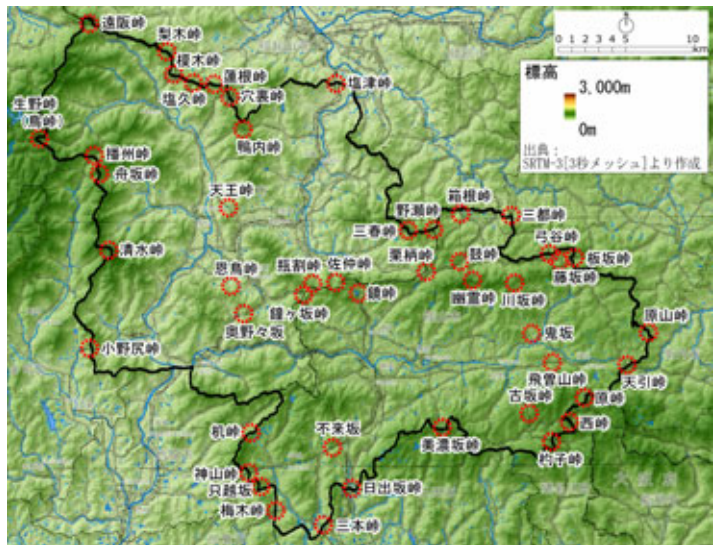 遠阪峠
梨木峠
榎木峠
蓮根峠
塩津峠
塩久峠
穴裏峠
生野峠
(鳥峠)
鴨内峠
播州峠
舟坂峠
天王峠
箱根峠
三都峠
野瀬峠
三春峠
弓谷峠
板坂峠
清水峠
栗柄峠
鼓峠
藤坂峠
瓶割峠
佐仲峠
恩鳥峠
鏡峠
幽霊峠
川坂峠
鐘ヶ坂峠
原山峠
奥野々坂
鬼坂
小野尻峠
飛曽山峠
天引峠
古坂峠
原峠
西峠
机峠
不来坂
美濃坂峠
杓子峠
神山峠
只越坂
日出坂峠
梅木峠
三本峠
0 1 2 3 4 5 10
km
標高
3,000m
0m
出典：
SRTM-3[3秒メッシュ]より作成